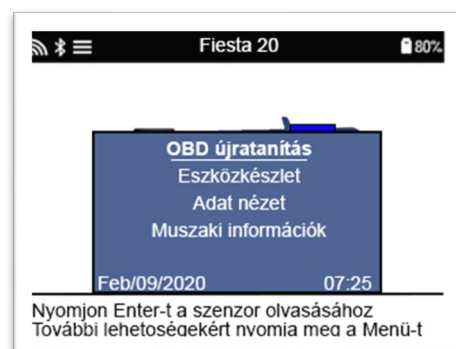 Fiesta 20 80%
OBD újratanítás
Eszközkészlet
Adat nézet
Muszaki információk
Feb/09/2020 07:25
Nyomjon Enter-t a szenzor olvasásához
További lehetoségekért nyomja meg a Menü-t